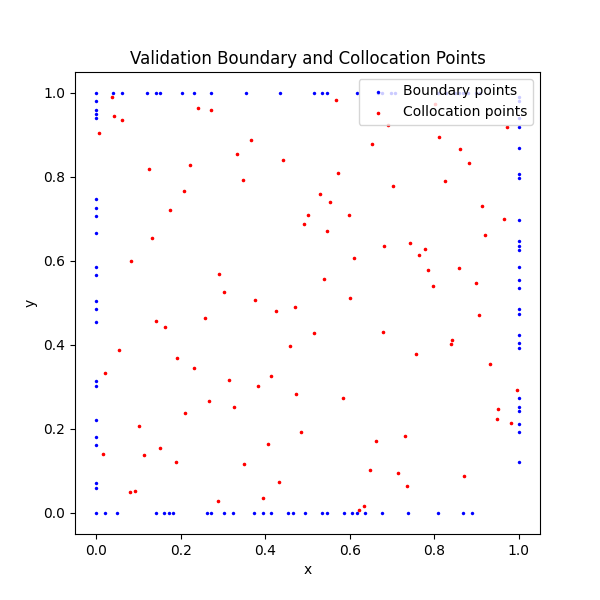 Validation Boundary and Collocation Points
Boundary points
Collocation points
1.0
0.8
0.6
0.4
0.2
0.0
y
0.0 0.2 0.4 0.6 0.8 1.0
x